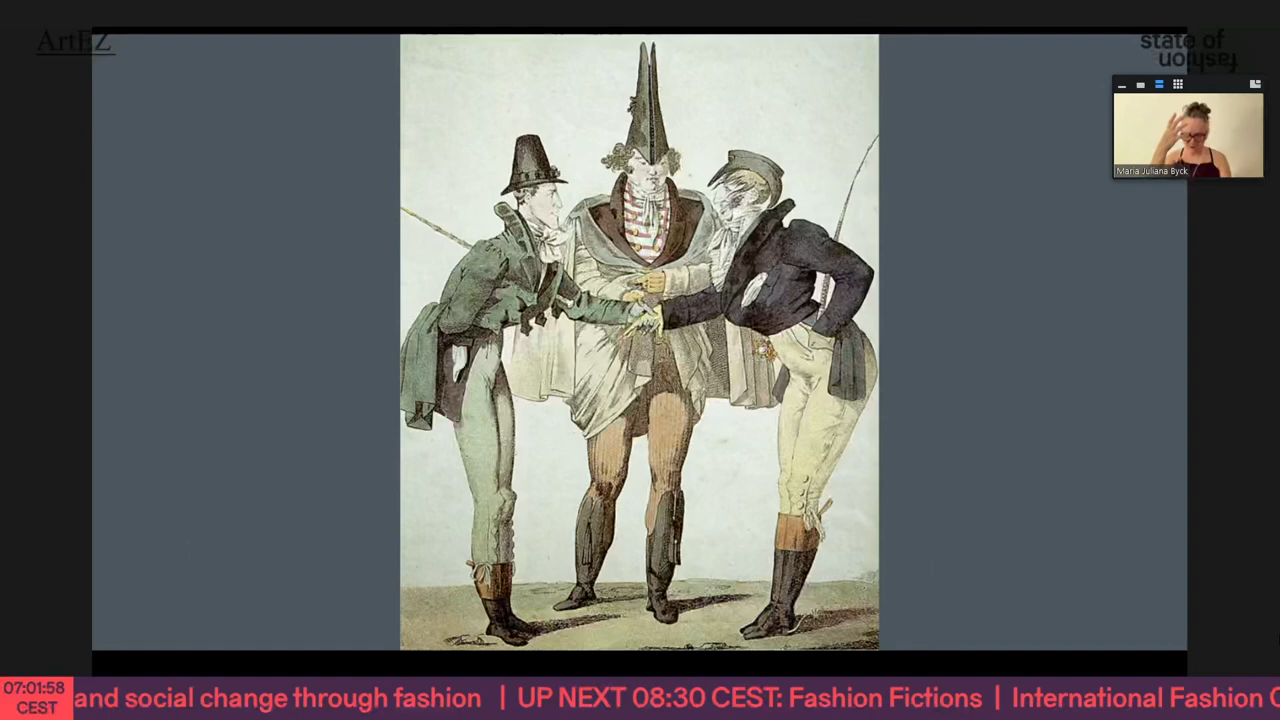 ArtEZ
state of
fashion
Maria Juliana Byck
07:01:58
CEST
and social change through fashion | UP NEXT 08:30 CEST: Fashion Fictions | International Fashion